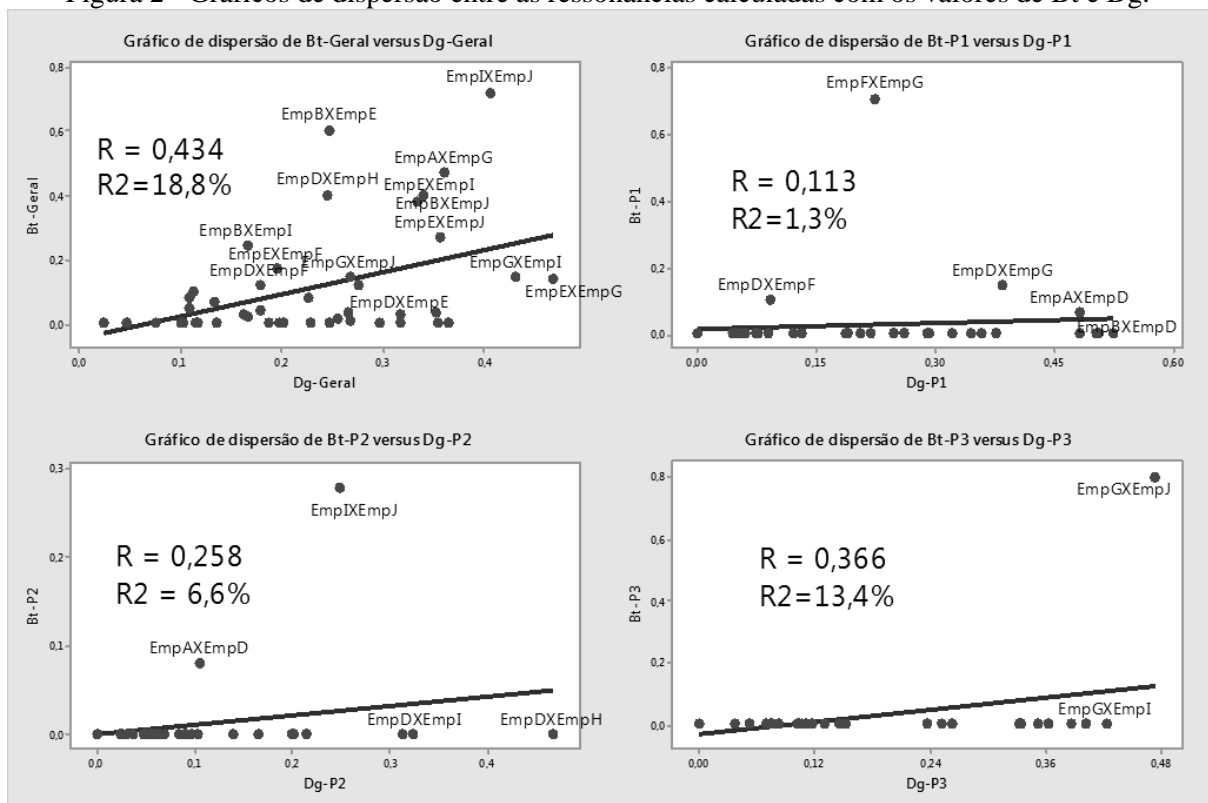 Figura 2 - Gráficos de dispersão entre as ressonâncias calculadas com os valores de Bt e Dg.
Gráfico de dispersão de Bt-Geral versus Dg-Geral
0,8
0,6
0,4
0,2
0,0
Bt-Geral
R = 0,434
R2=18,8%
EmpIXEmpJ
EmpBXEmpE
EmpAXEmpG
EmpDXEmpH
EmpEXEmpI
EmpBXEmpJ
EmpEXEmpJ
EmpBXEmpI
EmpEXEmpF
EmpDXEmpF
EmpGXEmpJ
EmpGXEmpI
EmpEXEmpG
EmpDXEmpE
0,0 0,1 0,2 0,3 0,4
Dg-Geral
Gráfico de dispersão de Bt-P1 versus Dg-P1
0,8
0,6
0,4
0,2
0,0
Bt-P1
EmpFXEmpG
R = 0,113
R2=1,3%
EmpDXEmpF
EmpDXEmpG
EmpAXEmpD
EmpBXEmpD
0,00 0,15 0,30 0,45 0,60
Dg-P1
Gráfico de dispersão de Bt-P2 versus Dg-P2
0,3
0,2
0,1
0,0
Bt-P2
EmpIXEmpJ
R = 0,258
R2 = 6,6%
EmpAXEmpD
EmpDXEmpI
EmpDXEmpH
0,0 0,1 0,2 0,3 0,4
Dg-P2
Gráfico de dispersão de Bt-P3 versus Dg-P3
0,8
0,6
0,4
0,2
0,0
Bt-P3
EmpGXEmpJ
R = 0,366
R2=13,4%
EmpGXEmpI
0,00 0,12 0,24 0,36 0,48
Dg-P3